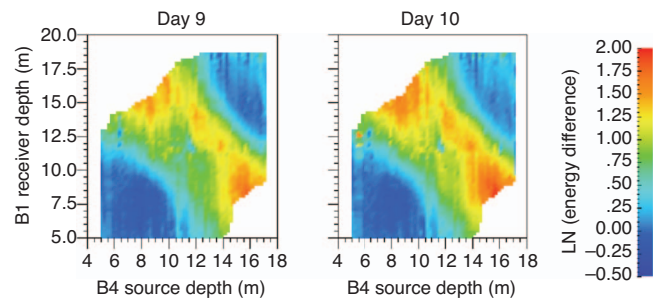 Day 9
Day 10
B1 receiver depth (m)
20.0
17.5
15.0
12.5
10.0
7.5
5.0
4 6 8 10 12 14 16 18
4 6 8 10 12 14 16 18
B4 source depth (m)
B4 source depth (m)
LN (energy difference)
2.00
1.75
1.50
1.25
1.00
.75
.50
.25
0.00
−0.25
−0.50